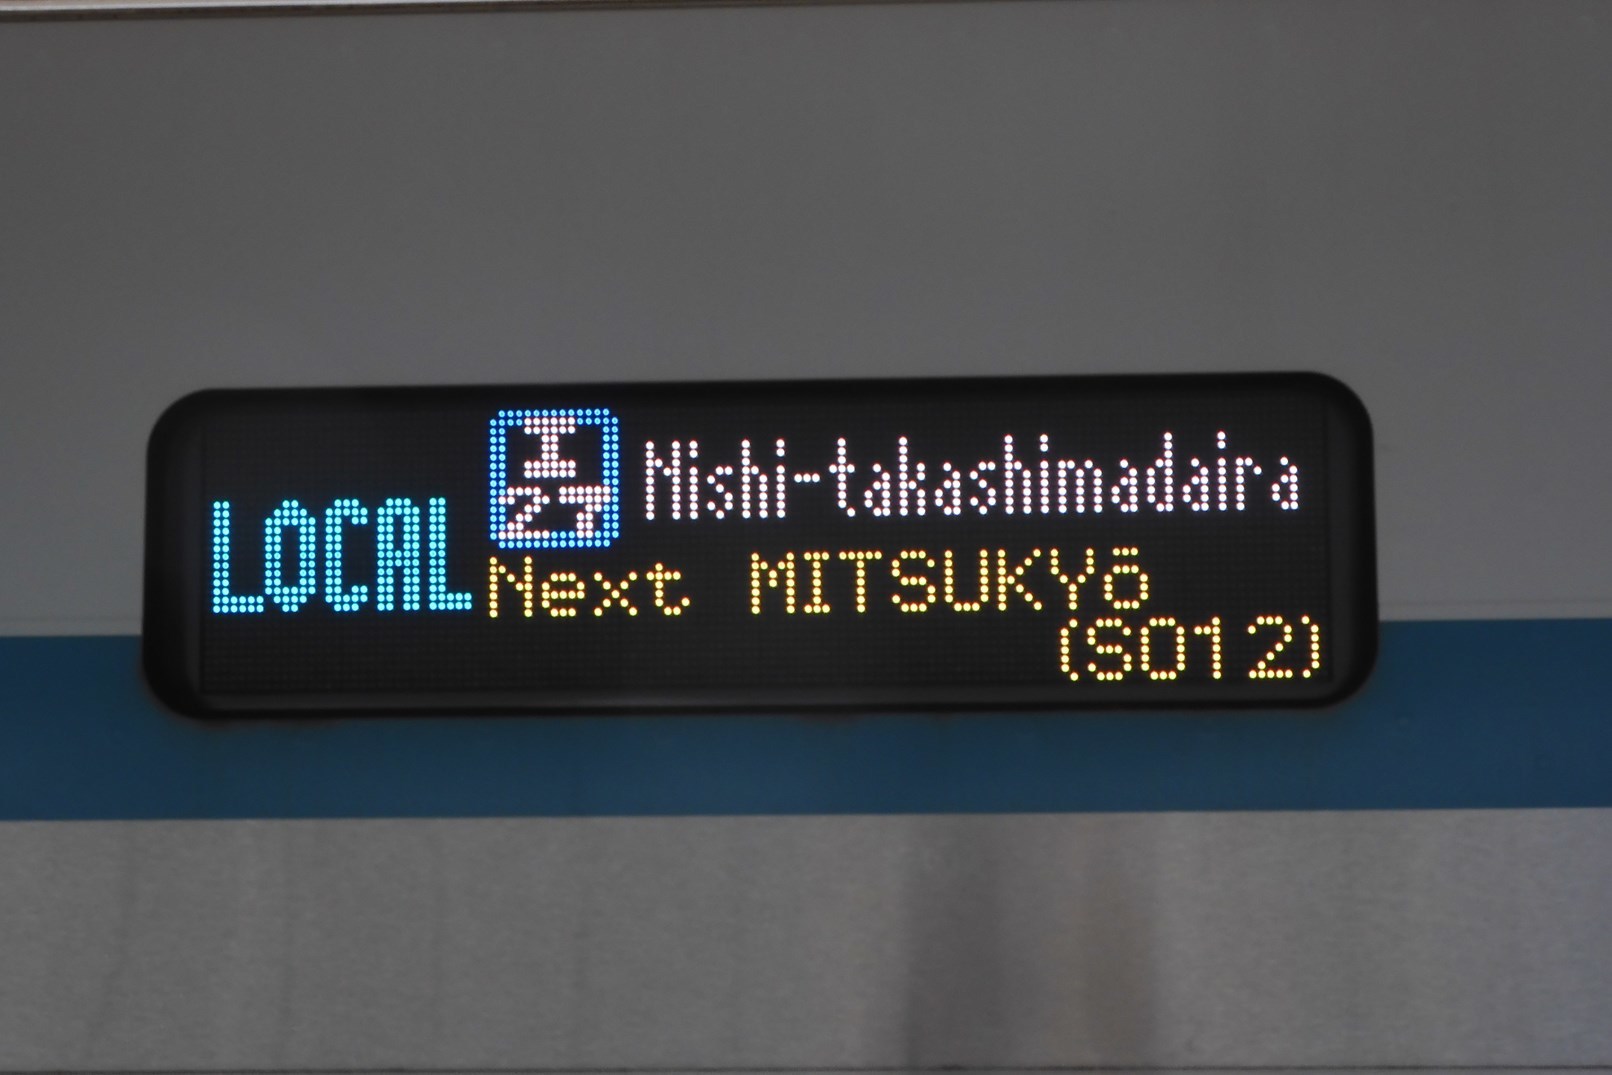 LOCAL
I
27
Nishi-takashimadaira
Next MITSUKYō
(SO12)